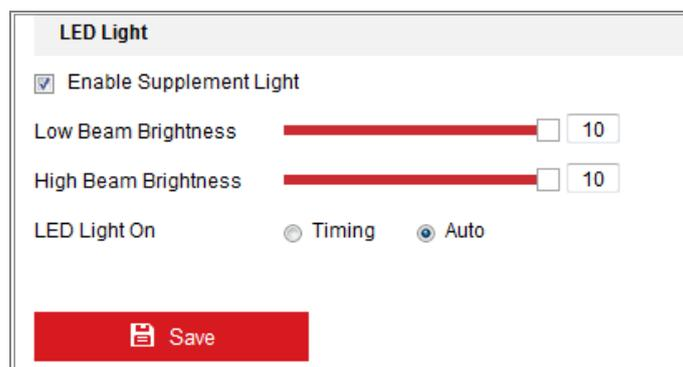 LED Light
Enable Supplement Light
Low Beam Brightness 10
High Beam Brightness 10
LED Light On Timing Auto
Save